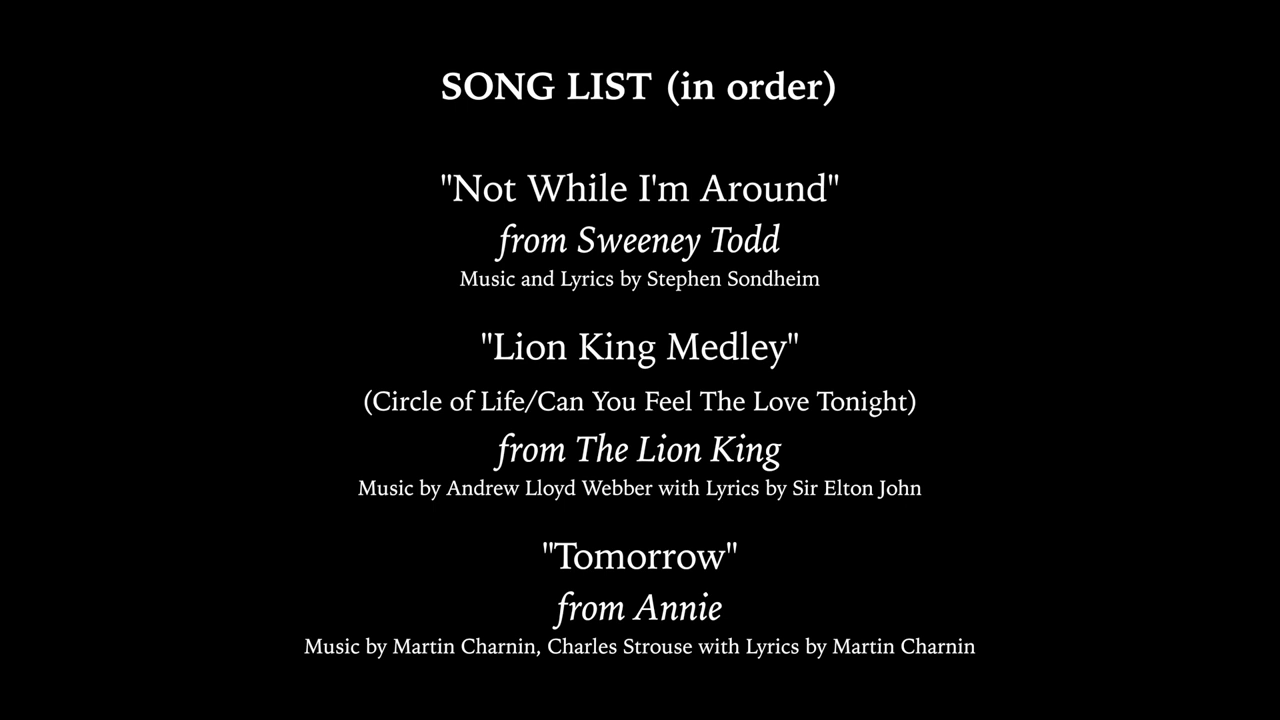 SONG LIST (in order)
"Not While I'm Around"
from Sweeney Todd
Music and Lyrics by Stephen Sondheim
"Lion King Medley"
(Circle of Life/Can You Feel The Love Tonight)
from The Lion King
Music by Andrew Lloyd Webber with Lyrics by Sir Elton John
"Tomorrow"
from Annie
Music by Martin Charnin, Charles Strouse with Lyrics by Martin Charnin